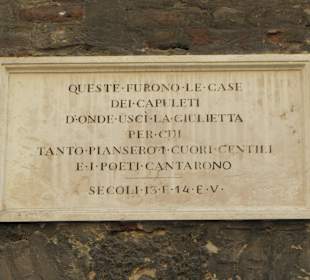 QUESTE·FURONO·LE·CASE
DEI·CAPULETI
D'ONDE·USCÌ·LA·GIULIETTA
PER·CUI
TANTO·PIANSERO·I·CUORI·GENTILI
E·I·POETI·CANTARONO
SECOLI·13·E·14·E·V·